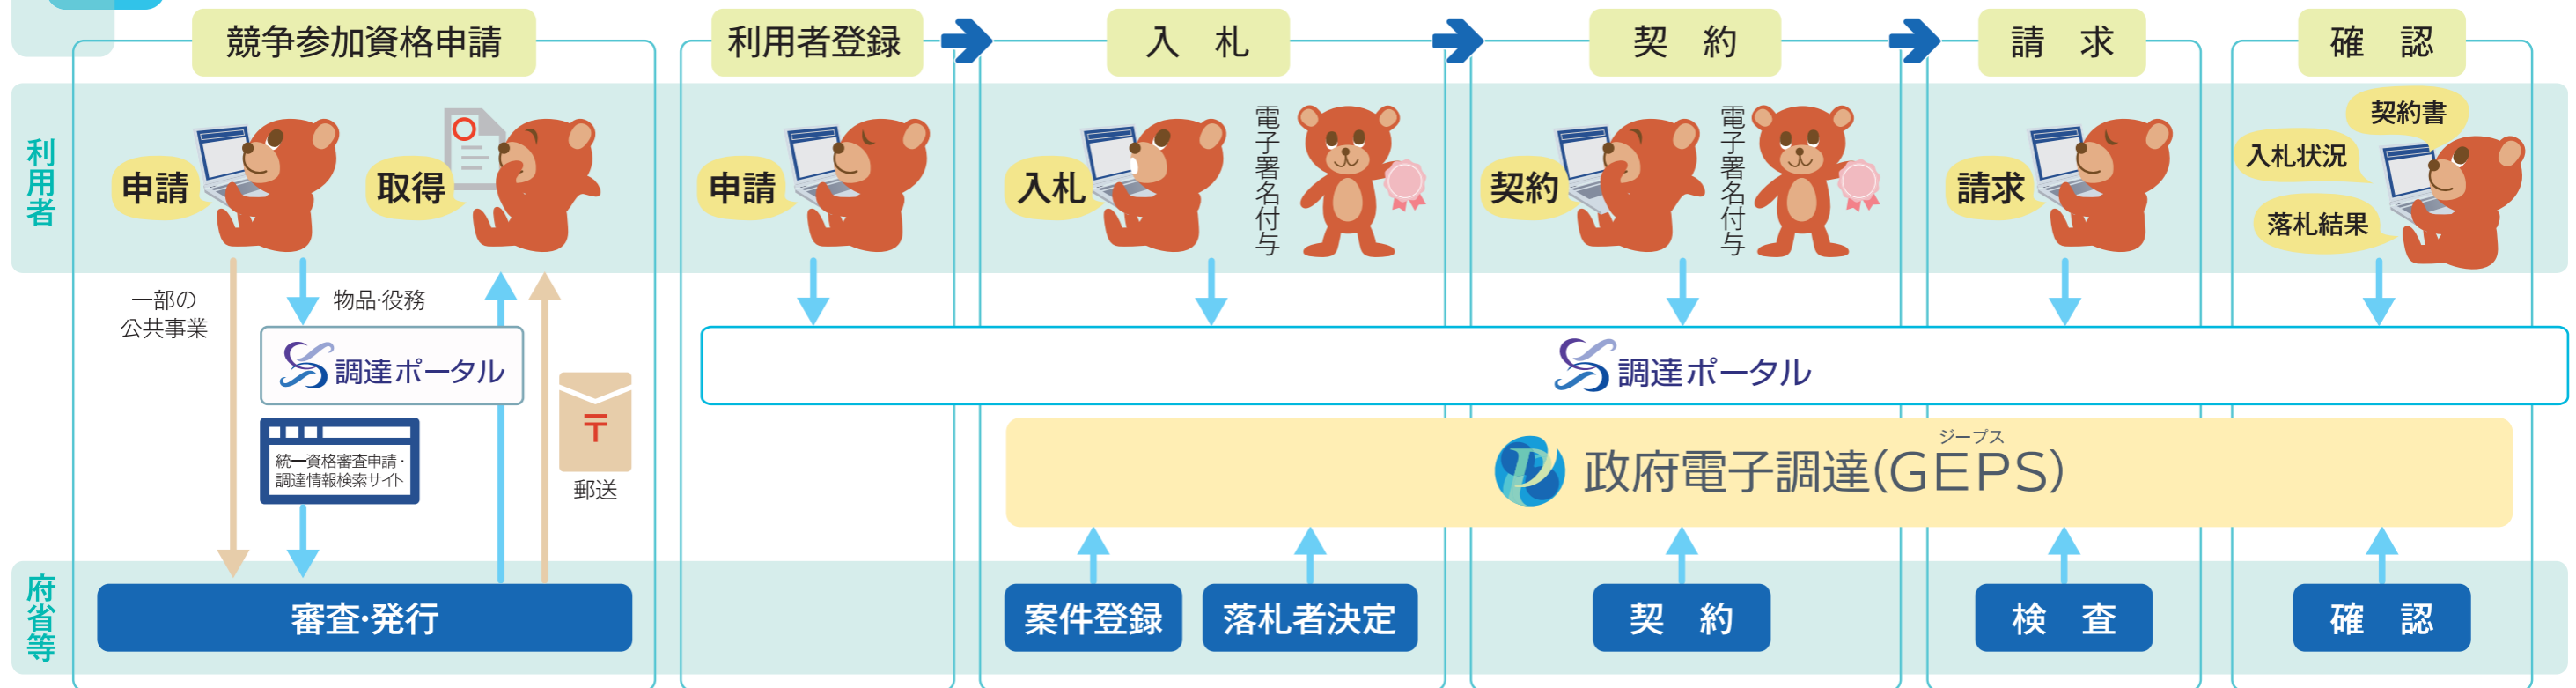 競争参加資格申請
利用者登録
入　札
契　約
請　求
確　認
利用者
申請
取得
申請
入札
電子署名付与
契約
電子署名付与
請求
契約書
入札状況
落札結果
一部の
公共事業
物品・役務
調達ポータル
統一資格審査申請・
調達情報検索サイト
〒
郵送
調達ポータル
ジープス
政府電子調達(GEPS)
府省等
審査・発行
案件登録
落札者決定
契　約
検　査
確　認